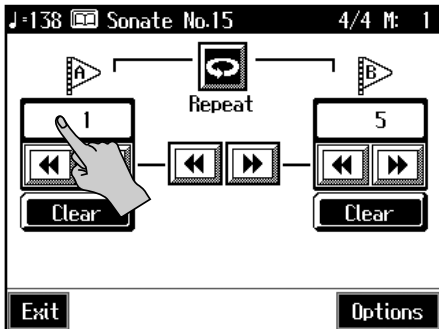 ♩=138 Sonate No.15 4/4 M: 1
A B
Repeat
1 5
Clear Clear
Exit Options